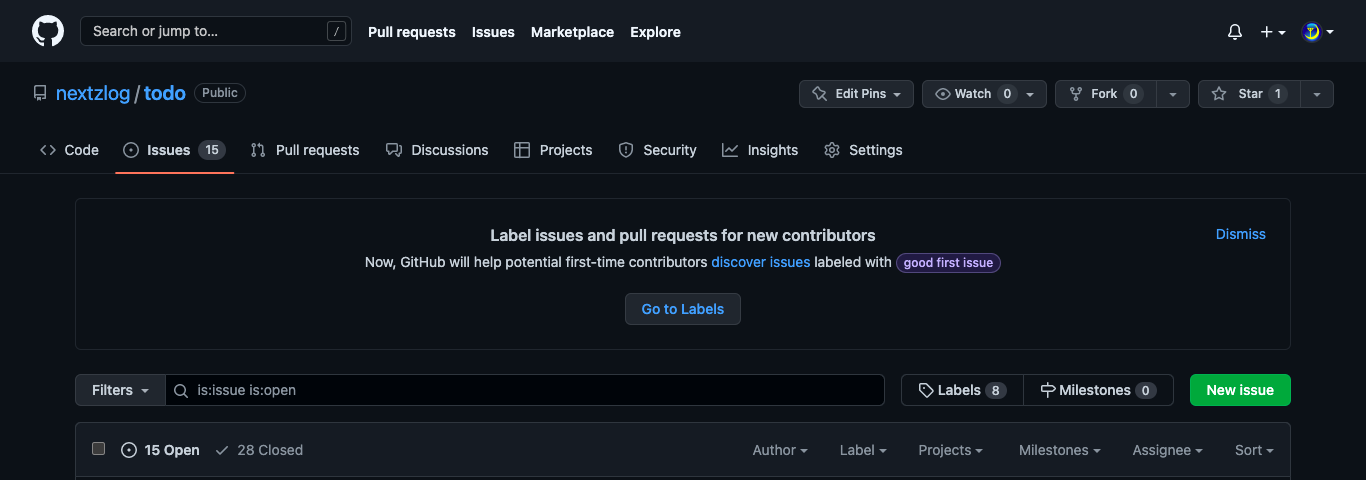 Search or jump to... / Pull requests Issues Marketplace Explore
nextzlog / todo Public Edit Pins Watch 0 Fork 0 Star 1
Code Issues 15 Pull requests Discussions Projects Security Insights Settings
Label issues and pull requests for new contributors
Dismiss
Now, GitHub will help potential first-time contributors discover issues labeled with good first issue
Go to Labels
Filters is:issue is:open Labels 8 Milestones 0 New issue
15 Open 28 Closed Author Label Projects Milestones Assignee Sort